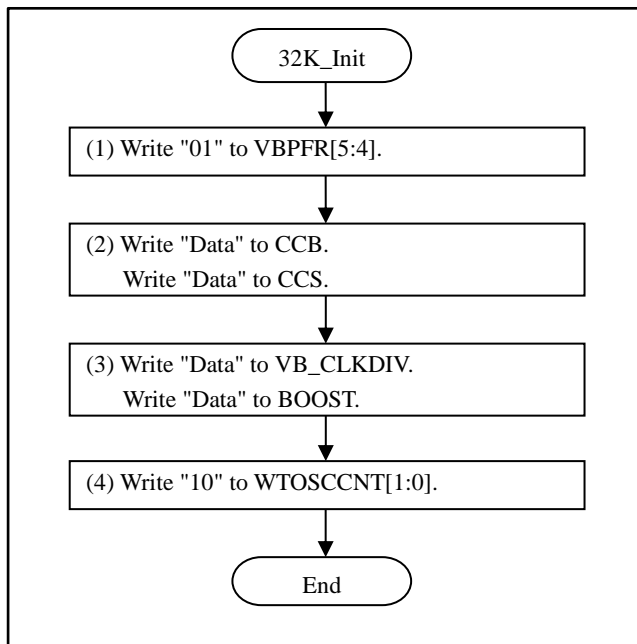 32K_Init
(1) Write "01" to VBPFR[5:4].
(2) Write "Data" to CCB.
Write "Data" to CCS.
(3) Write "Data" to VB_CLKDIV.
Write "Data" to BOOST.
(4) Write "10" to WTOSCCNT[1:0].
End